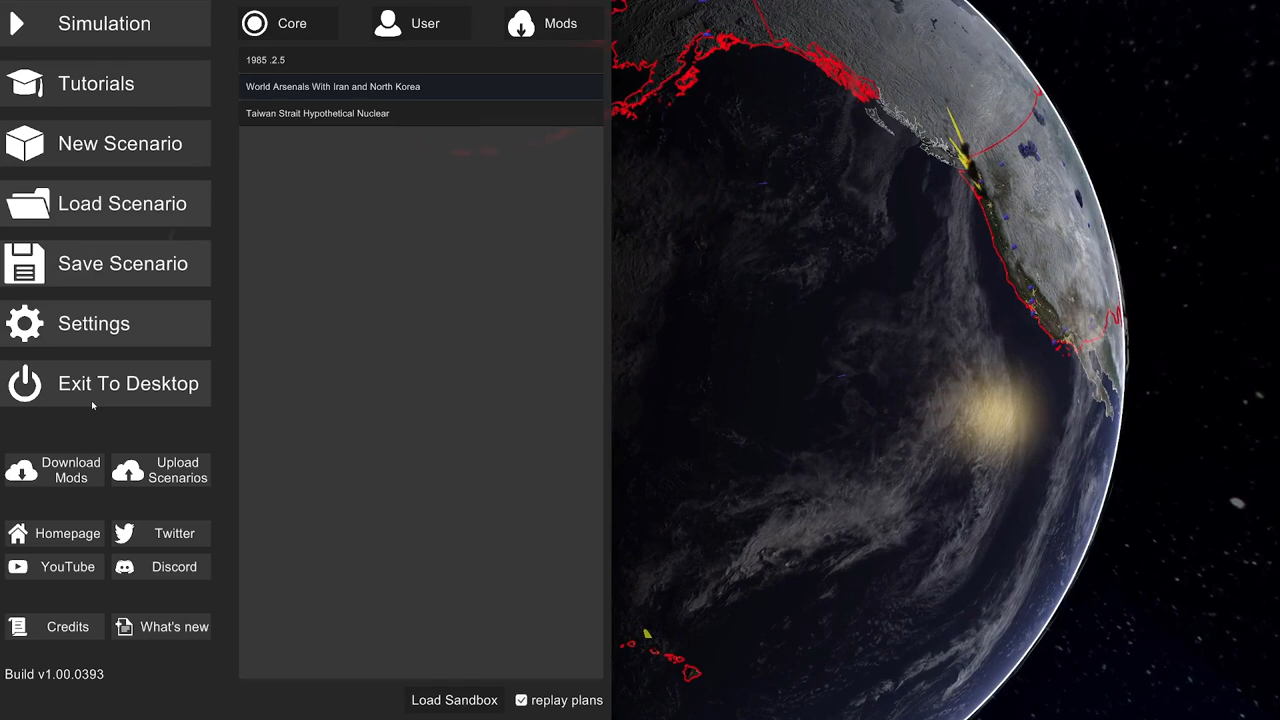 Simulation
Tutorials
New Scenario
Load Scenario
Save Scenario
Settings
Exit To Desktop
Download
Mods
Upload
Scenarios
Homepage
Twitter
YouTube
Discord
Credits
What's new
Build v1.00.0393
Core
User
Mods
1985 .2.5
World Arsenals With Iran and North Korea
Taiwan Strait Hypothetical Nuclear
Load Sandbox
replay plans